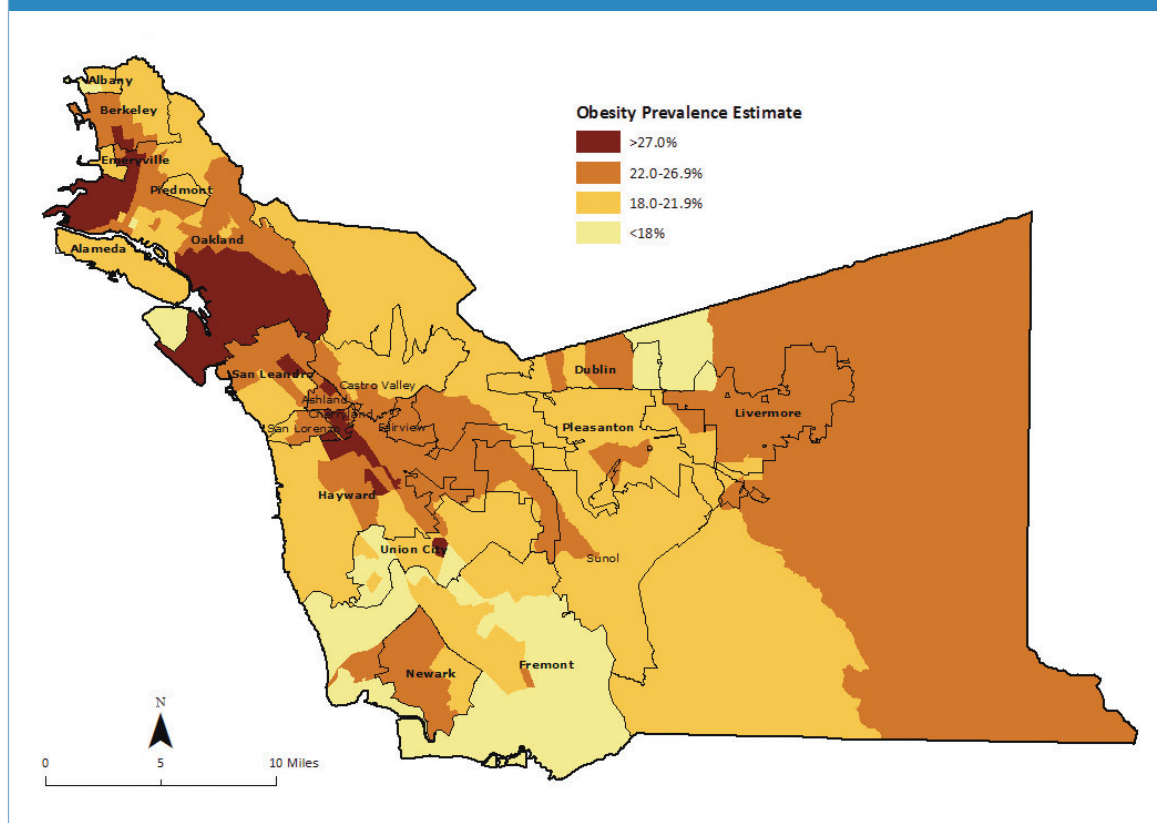 Obesity Prevalence Estimate
>27.0%
22.0-26.9%
18.0-21.9%
<18%
Albany
Berkeley
Emeryville
Piedmont
Oakland
Alameda
San Leandro
Castro Valley
Ashland
Cherryland
San Lorenzo
Fairview
Dublin
Livermore
Pleasanton
Hayward
Union City
Sunol
Fremont
Newark
N
0 5 10 Miles